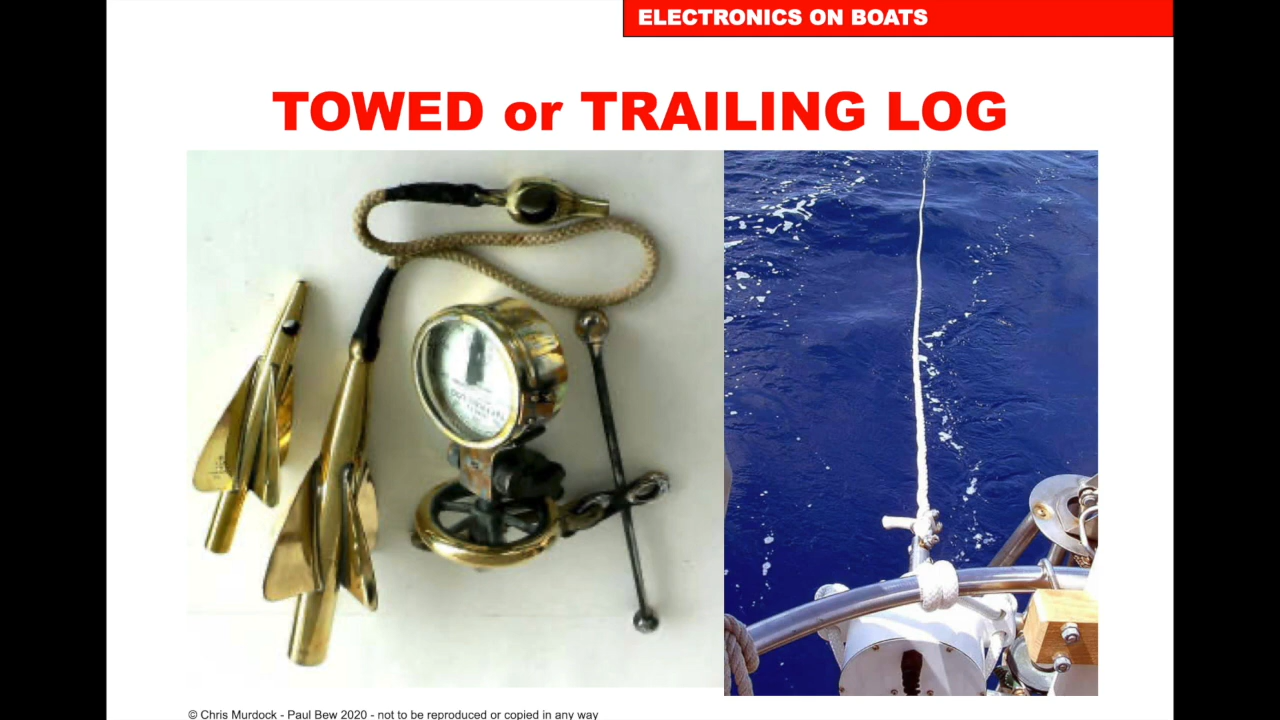 ELECTRONICS ON BOATS
TOWED or TRAILING LOG
© Chris Murdock - Paul Bew 2020 - not to be reproduced or copied in any way